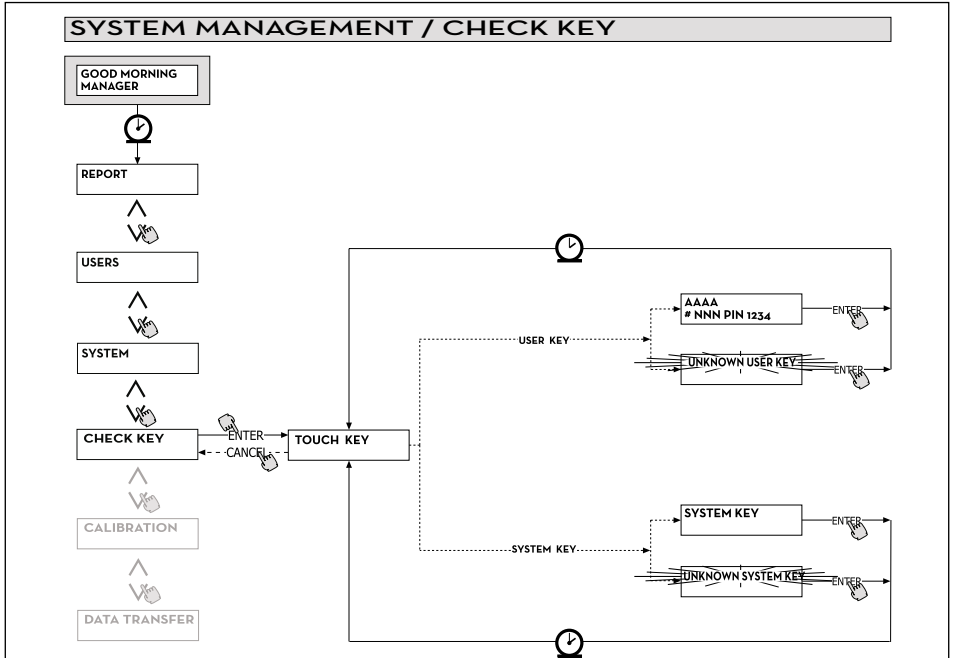 SYSTEM MANAGEMENT / CHECK KEY
GOOD MORNING
MANAGER
REPORT
USERS
SYSTEM
CHECK KEY
ENTER
CANCEL
TOUCH KEY
CALIBRATION
DATA TRANSFER
USER KEY
AAAA
# NNN PIN 1234
ENTER
UNKNOWN USER KEY
ENTER
SYSTEM KEY
SYSTEM KEY
ENTER
UNKNOWN SYSTEM KEY
ENTER